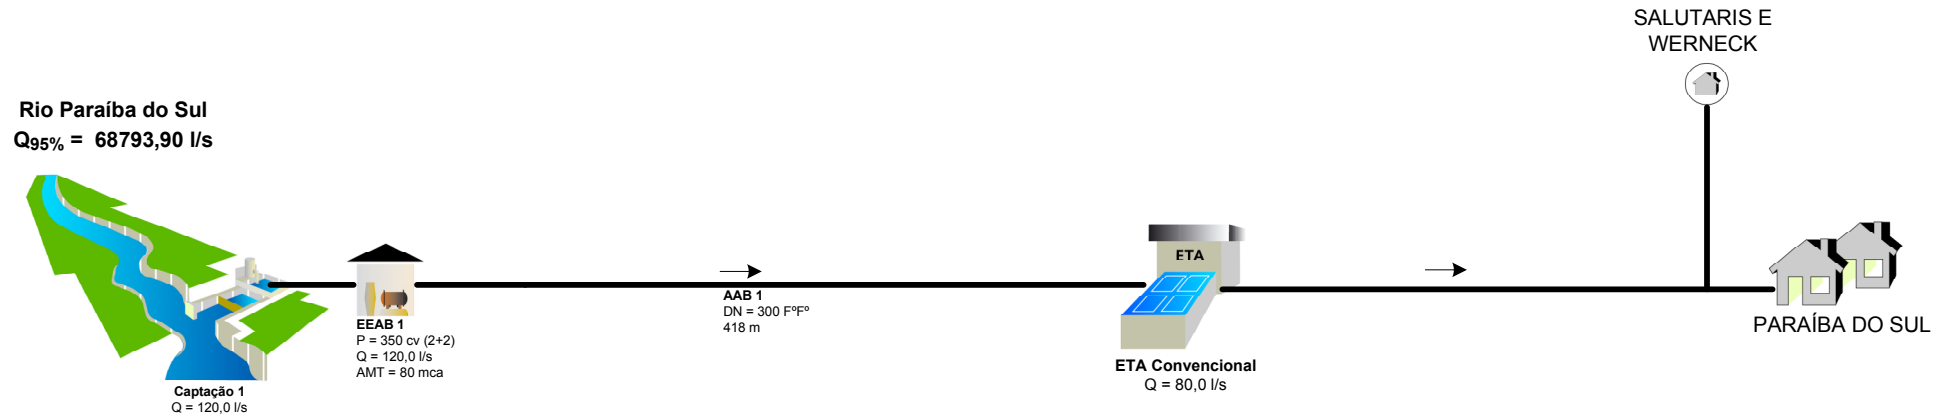 SALUTARIS E
WERNECK
Rio Paraíba do Sul
Q95% = 68793,90 l/s
ETA
AAB 1
DN = 300 FºFº
418 m
EEAB 1
P = 350 cv (2+2)
Q = 120,0 l/s
AMT = 80 mca
PARAÍBA DO SUL
ETA Convencional
Q = 80,0 l/s
Captação 1
Q = 120,0 l/s